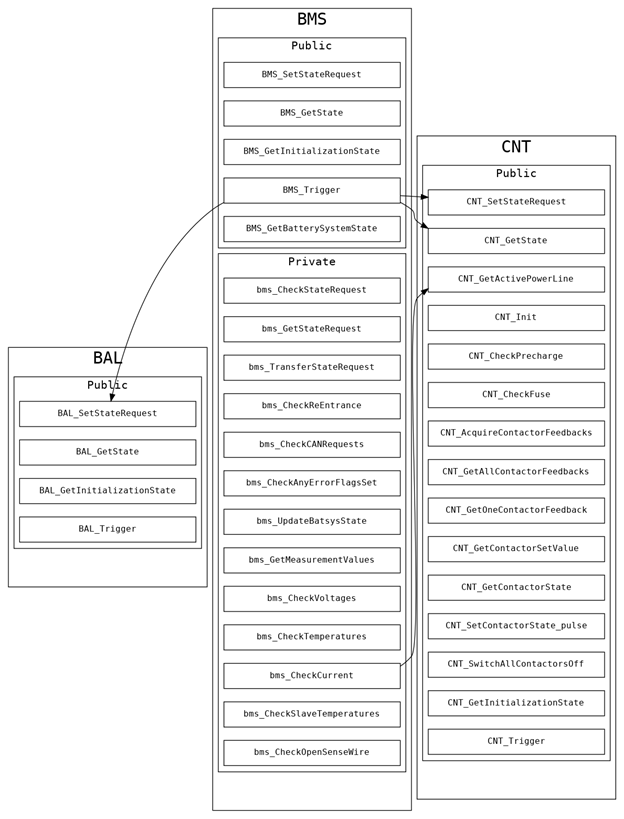 BMS
Public
BMS_SetStateRequest
BMS_GetState
BMS_GetInitializationState
BMS_Trigger
BMS_GetBatterySystemState
Private
bms_CheckStateRequest
bms_GetStateRequest
bms_TransferStateRequest
bms_CheckReEntrance
bms_CheckCANRequests
bms_CheckAnyErrorFlagsSet
bms_UpdateBatsysState
bms_GetMeasurementValues
bms_CheckVoltages
bms_CheckTemperatures
bms_CheckCurrent
bms_CheckSlaveTemperatures
bms_CheckOpenSenseWire
CNT
Public
CNT_SetStateRequest
CNT_GetState
CNT_GetActivePowerLine
CNT_Init
CNT_CheckPrecharge
CNT_CheckFuse
CNT_AcquireContactorFeedbacks
CNT_GetAllContactorFeedbacks
CNT_GetOneContactorFeedback
CNT_GetContactorSetValue
CNT_GetContactorState
CNT_SetContactorState_pulse
CNT_SwitchAllContactorsOff
CNT_GetInitializationState
CNT_Trigger
BAL
Public
BAL_SetStateRequest
BAL_GetState
BAL_GetInitializationState
BAL_Trigger